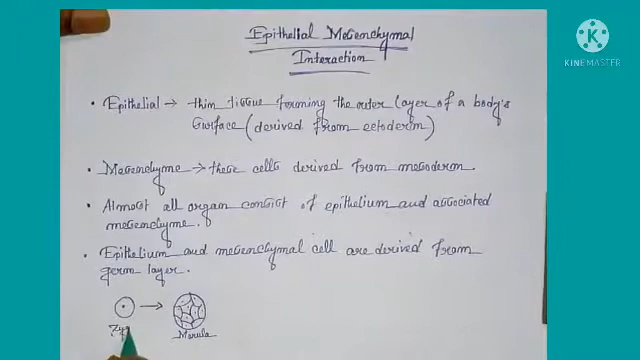 Epithelial Mesenchymal
Interaction
KINEMASTER
• Epithelial → thin tissue forming the outer layer of a body's
surface (derived from ectoderm)
• Mesenchyme → these cells derived from mesoderm.
• Almost all organ consist of epithelium and associated
mesenchyme.
• Epithelium and mesenchymal cell are derived from
germ layer.
→
Morula